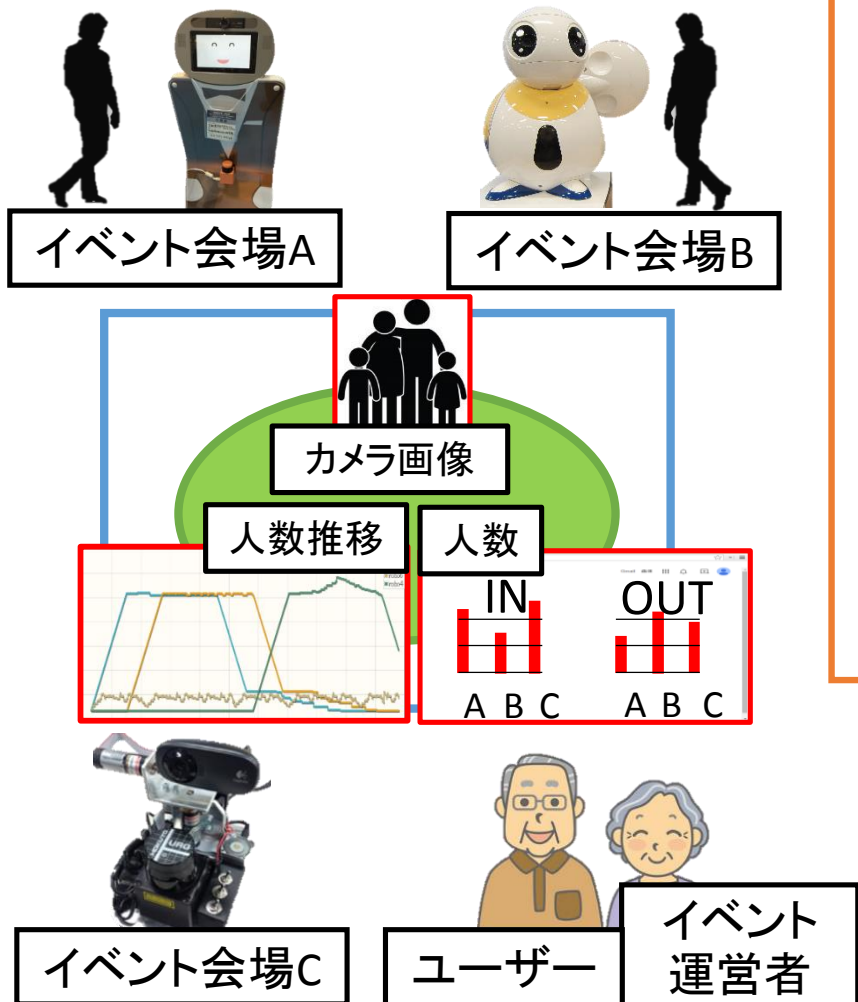 イベント会場A
イベント会場B
カメラ画像
人数推移
人数
IN
OUT
A B C
A B C
イベント会場C
ユーザー
イベント
運営者